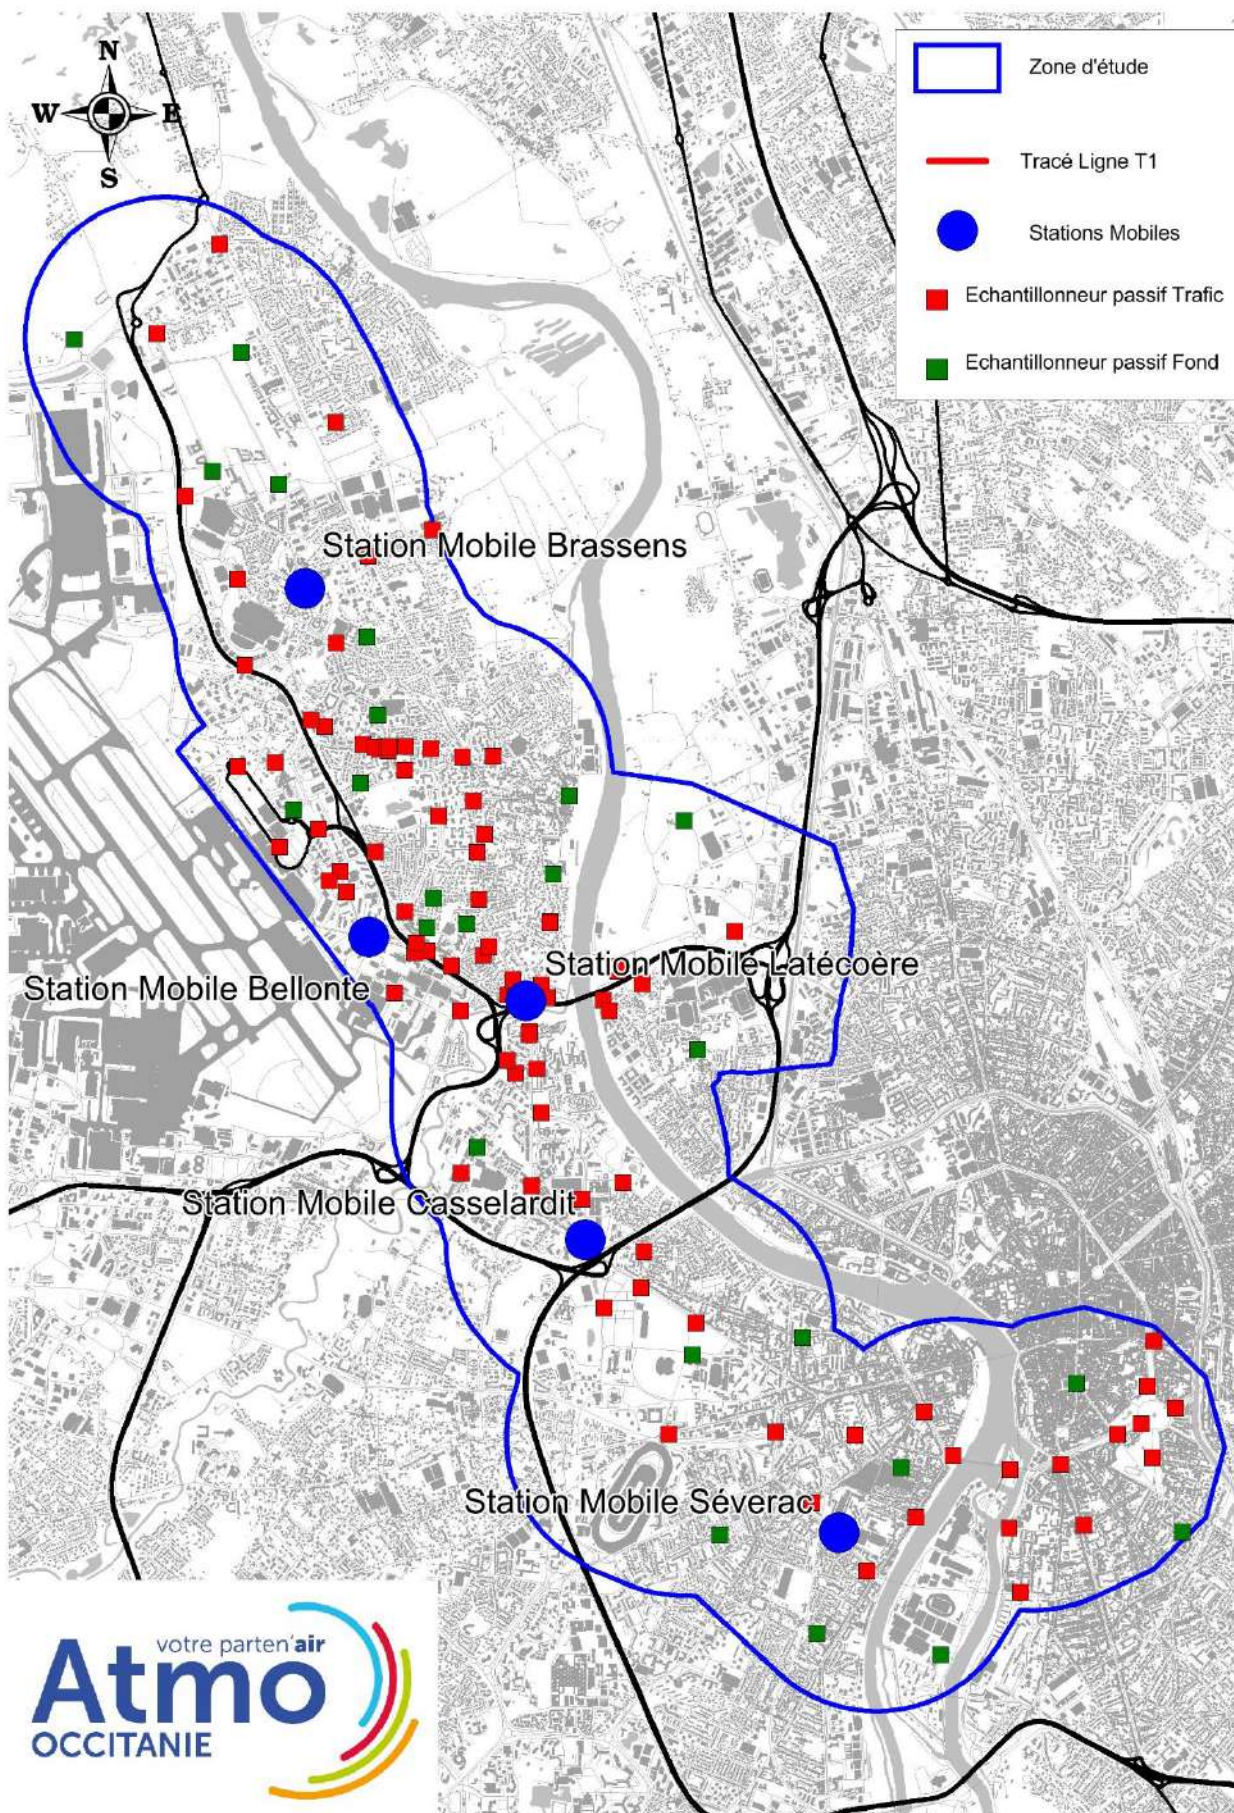 N
W E
S
Zone d'étude
Tracé Ligne T1
Stations Mobiles
Echantillonneur passif Trafic
Echantillonneur passif Fond
Station Mobile Brassens
Station Mobile Latécoère
Station Mobile Bellonte
Station Mobile Casselardit
Station Mobile Séverac
votre parten'air
Atmo
OCCITANIE